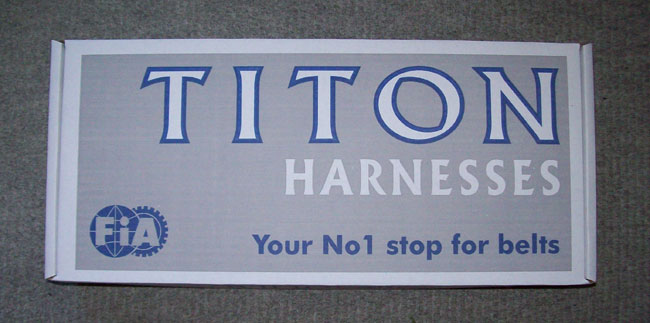 TITON
HARNESSES
FiA
Your No1 stop for belts